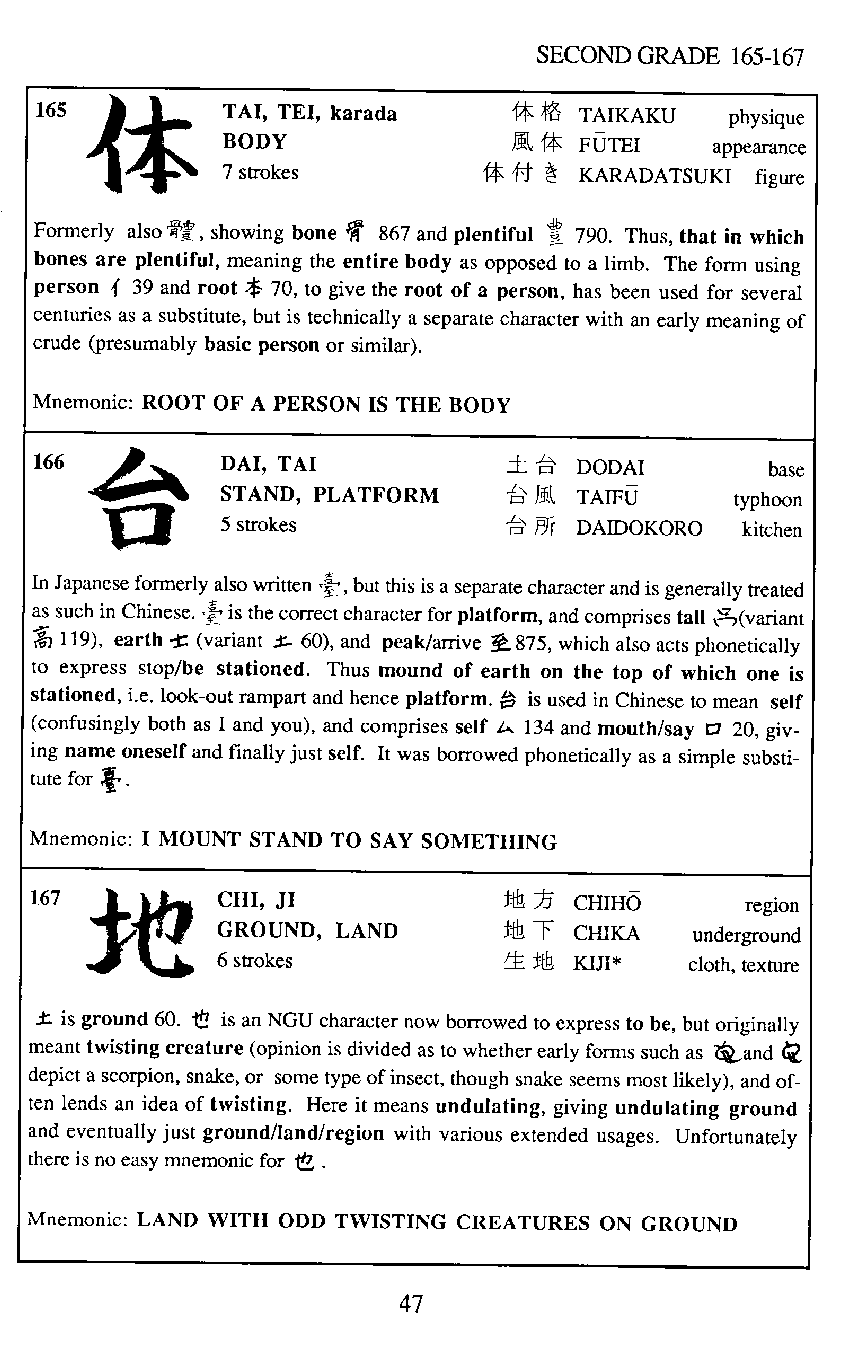 SECOND GRADE 165-167
165
体
TAI, TEI, karada
BODY
7 strokes
体格 TAIKAKU physique
風体 FŪTEI appearance
体付き KARADATSUKI figure
Formerly also 體, showing bone 骨 867 and plentiful 豊 790. Thus, that in which
bones are plentiful, meaning the entire body as opposed to a limb. The form using
person 亻 39 and root 本 70, to give the root of a person, has been used for several
centuries as a substitute, but is technically a separate character with an early meaning of
crude (presumably basic person or similar).
Mnemonic: ROOT OF A PERSON IS THE BODY
166
台
DAI, TAI
STAND, PLATFORM
5 strokes
土台 DODAI base
台風 TAIFŪ typhoon
台所 DAIDOKORO kitchen
In Japanese formerly also written 臺, but this is a separate character and is generally treated
as such in Chinese. 臺 is the correct character for platform, and comprises tall (variant
高 119), earth (variant 土 60), and peak/arrive 至 875, which also acts phonetically
to express stop/be stationed. Thus mound of earth on the top of which one is
stationed, i.e. look-out rampart and hence platform. 台 is used in Chinese to mean self
(confusingly both as I and you), and comprises self ム 134 and mouth/say 口 20, giv-
ing name oneself and finally just self. It was borrowed phonetically as a simple substi-
tute for 臺.
Mnemonic: I MOUNT STAND TO SAY SOMETHING
167
地
CHI, JI
GROUND, LAND
6 strokes
地方 CHIHŌ region
地下 CHIKA underground
生地 KIJI* cloth, texture
土 is ground 60. 也 is an NGU character now borrowed to express to be, but originally
meant twisting creature (opinion is divided as to whether early forms such as and
depict a scorpion, snake, or some type of insect, though snake seems most likely), and of-
ten lends an idea of twisting. Here it means undulating, giving undulating ground
and eventually just ground/land/region with various extended usages. Unfortunately
there is no easy mnemonic for 也.
Mnemonic: LAND WITH ODD TWISTING CREATURES ON GROUND
47